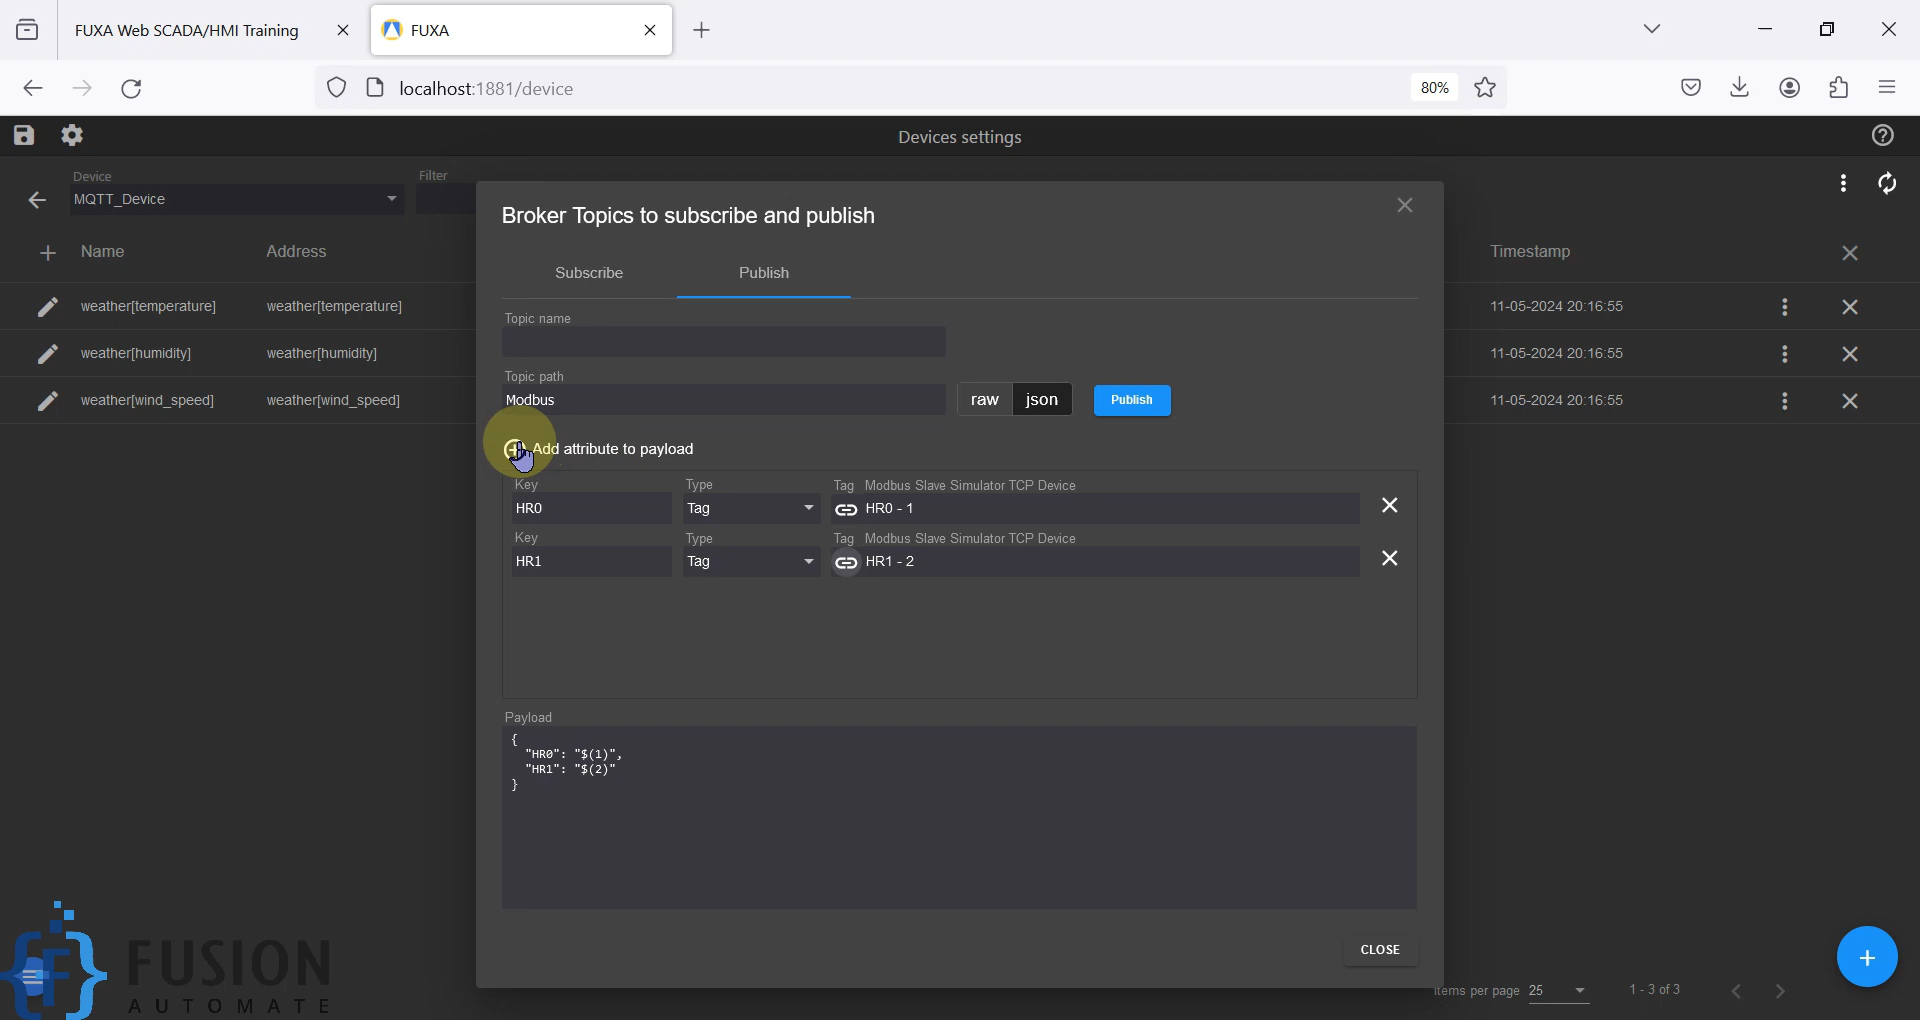 FUXA Web SCADA/HMI Training
FUXA
localhost:1881/device
80%
Devices settings
Device
MQTT_Device
Filter
Name
Address
Timestamp
weather[temperature]
weather[temperature]
11-05-2024 20:16:55
weather[humidity]
weather[humidity]
11-05-2024 20:16:55
weather[wind_speed]
weather[wind_speed]
11-05-2024 20:16:55
Broker Topics to subscribe and publish
Subscribe
Publish
Topic name
Topic path
Modbus
raw
json
Publish
Add attribute to payload
Key
Type
Tag Modbus Slave Simulator TCP Device
HR0
Tag
HR0 - 1
Key
Type
Tag Modbus Slave Simulator TCP Device
HR1
Tag
HR1 - 2
Payload
{
"HR0": "$(1)",
"HR1": "$(2)"
}
CLOSE
Items per page 25
1 - 3 of 3
FUSION
AUTOMATE